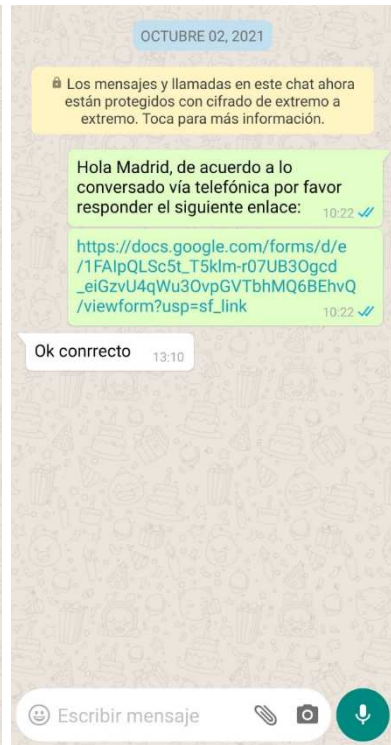 OCTUBRE 02, 2021
Los mensajes y llamadas en este chat ahora
están protegidos con cifrado de extremo a
extremo. Toca para más información.
Hola Madrid, de acuerdo a lo
conversado vía telefónica por favor
responder el siguiente enlace:
10:22
https://docs.google.com/forms/d/e
/1FAIpQLSc5t_T5klm-r07UB3Ogcd
_eiGzvU4qWu3OvpGVTbhMQ6BEhvQ
/viewform?usp=sf_link
10:22
Ok conrrecto 13:10
Escribir mensaje